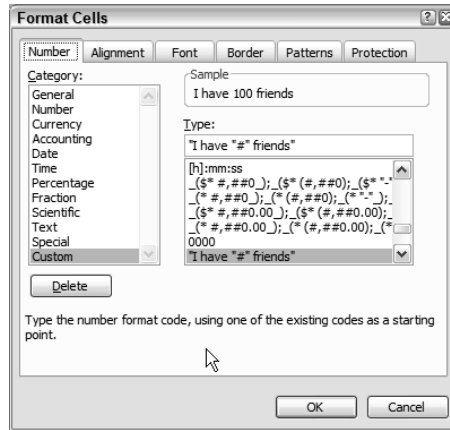 Format Cells
Number Alignment Font Border Patterns Protection
Category:
General
Number
Currency
Accounting
Date
Time
Percentage
Fraction
Scientific
Text
Special
Custom
Sample
I have 100 friends
Type:
"I have "#" friends"
[h]:mm:ss
_($* #,##0_);_($* (#,##0);_($* "-"
_(* #,##0_);_(* (#,##0);_(* "-"_);_
_($* #,##0.00_);_($* (#,##0.00);_
_(* #,##0.00_);_(* (#,##0.00);_(*
0000
"I have "#" friends"
Delete
Type the number format code, using one of the existing codes as a starting
point.
OK Cancel